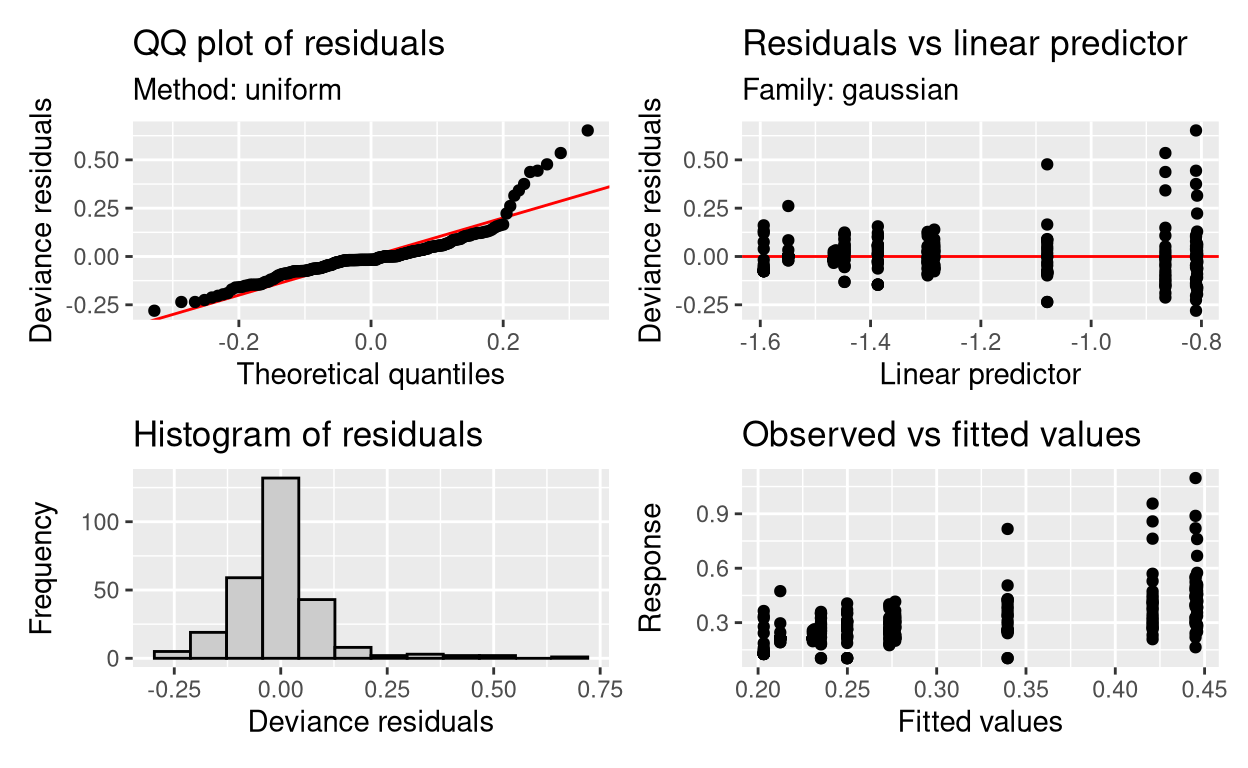 QQ plot of residuals
Method: uniform
Deviance residuals
0.50
0.25
0.00
-0.25
-0.2
0.0
0.2
Theoretical quantiles
Residuals vs linear predictor
Family: gaussian
Deviance residuals
0.50
0.25
0.00
-0.25
-1.6
-1.4
-1.2
-1.0
-0.8
Linear predictor
Histogram of residuals
Frequency
100
50
0
-0.25
0.00
0.25
0.50
0.75
Deviance residuals
Observed vs fitted values
Response
0.9
0.6
0.3
0.20
0.25
0.30
0.35
0.40
0.45
Fitted values